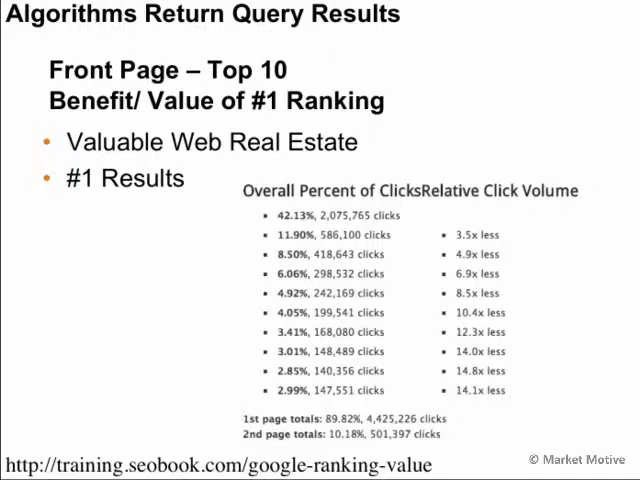 Algorithms Return Query Results
Front Page – Top 10
Benefit/ Value of #1 Ranking
• Valuable Web Real Estate
• #1 Results
Overall Percent of ClicksRelative Click Volume
▪ 42.13%, 2,075,765 clicks
▪ 11.90%, 586,100 clicks ▪ 3.5x less
▪ 8.50%, 418,643 clicks ▪ 4.9x less
▪ 6.06%, 298,532 clicks ▪ 6.9x less
▪ 4.92%, 242,169 clicks ▪ 8.5x less
▪ 4.05%, 199,541 clicks ▪ 10.4x less
▪ 3.41%, 168,080 clicks ▪ 12.3x less
▪ 3.01%, 148,489 clicks ▪ 14.0x less
▪ 2.85%, 140,356 clicks ▪ 14.8x less
▪ 2.99%, 147,551 clicks ▪ 14.1x less
1st page totals: 89.82%, 4,425,226 clicks
2nd page totals: 10.18%, 501,397 clicks
http://training.seobook.com/google-ranking-value
© Market Motive